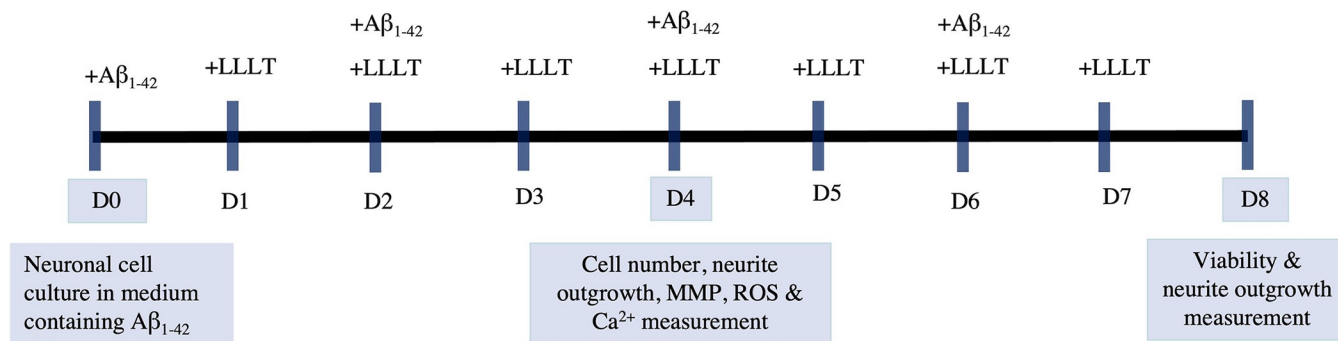 +Aβ1-42 +Aβ1-42 +Aβ1-42
+Aβ1-42 +LLLT +LLLT +LLLT +LLLT +LLLT +LLLT +LLLT
D0 D1 D2 D3 D4 D5 D6 D7 D8
Neuronal cell
culture in medium
containing Aβ1-42
Cell number, neurite
outgrowth, MMP, ROS &
Ca2+ measurement
Viability &
neurite outgrowth
measurement